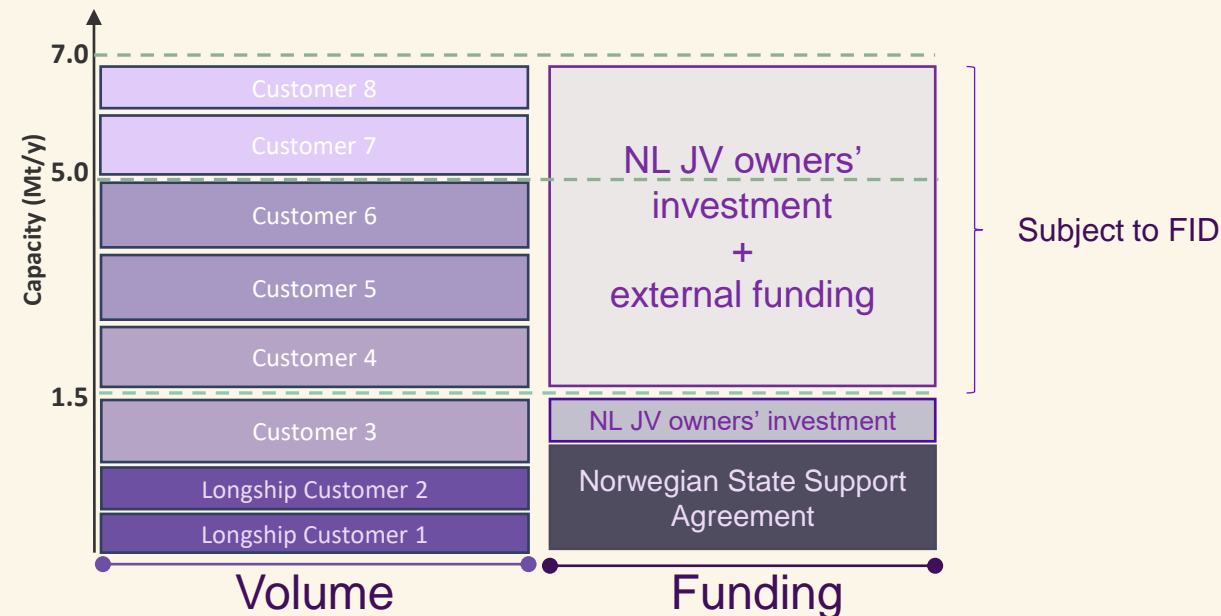 7.0
5.0
1.5
Capacity (Mt/y)
Customer 8
Customer 7
Customer 6
Customer 5
Customer 4
Customer 3
Longship Customer 2
Longship Customer 1
Volume
NL JV owners’
investment
+
external funding
NL JV owners’ investment
Norwegian State Support
Agreement
Funding
Subject to FID